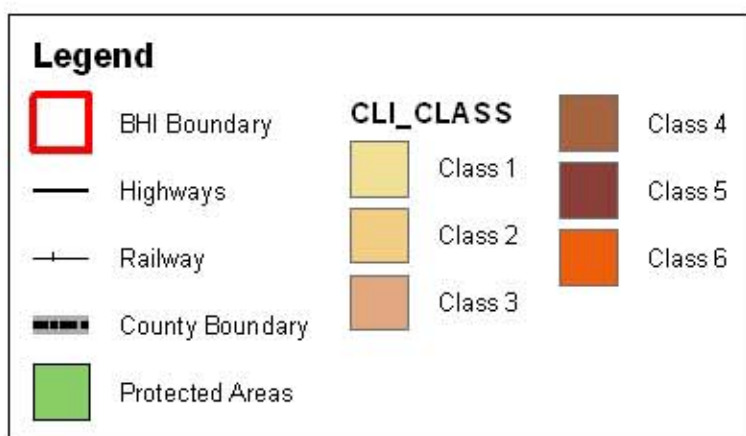 Legend
BHI Boundary
Highways
Railway
County Boundary
Protected Areas
CLI_CLASS
Class 1
Class 2
Class 3
Class 4
Class 5
Class 6